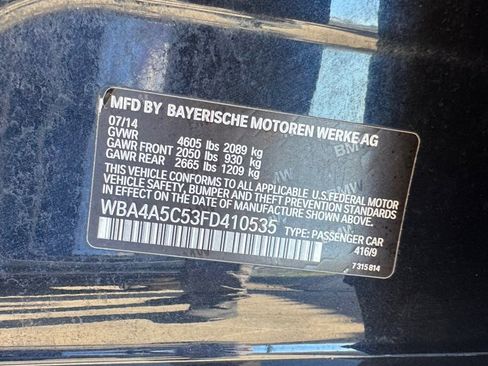 MFD BY BAYERISCHE MOTOREN WERKE AG
07/14
GVWR 4605 lbs 2089 kg
GAWR FRONT 2050 lbs 930 kg
GAWR REAR 2665 lbs 1209 kg
THIS VEHICLE CONFORMS TO ALL APPLICABLE U.S. FEDERAL MOTOR
VEHICLE SAFETY, BUMPER AND THEFT PREVENTION STANDARDS
IN EFFECT ON THE DATE OF MANUFACTURE SHOWN ABOVE.
WBA4A5C53FD410535 TYPE: PASSENGER CAR
416/9
7315814